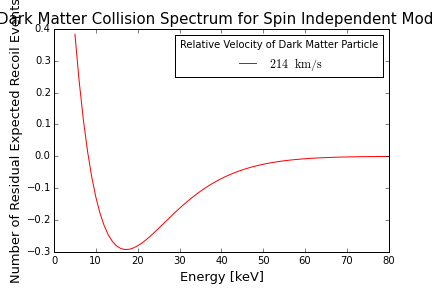 Dark Matter Collision Spectrum for Spin Independent Mod
Number of Residual Expected Recoil Events
Relative Velocity of Dark Matter Particle
214 km/s
0.4
0.3
0.2
0.1
0.0
−0.1
−0.2
−0.3
0 10 20 30 40 50 60 70 80
Energy [keV]